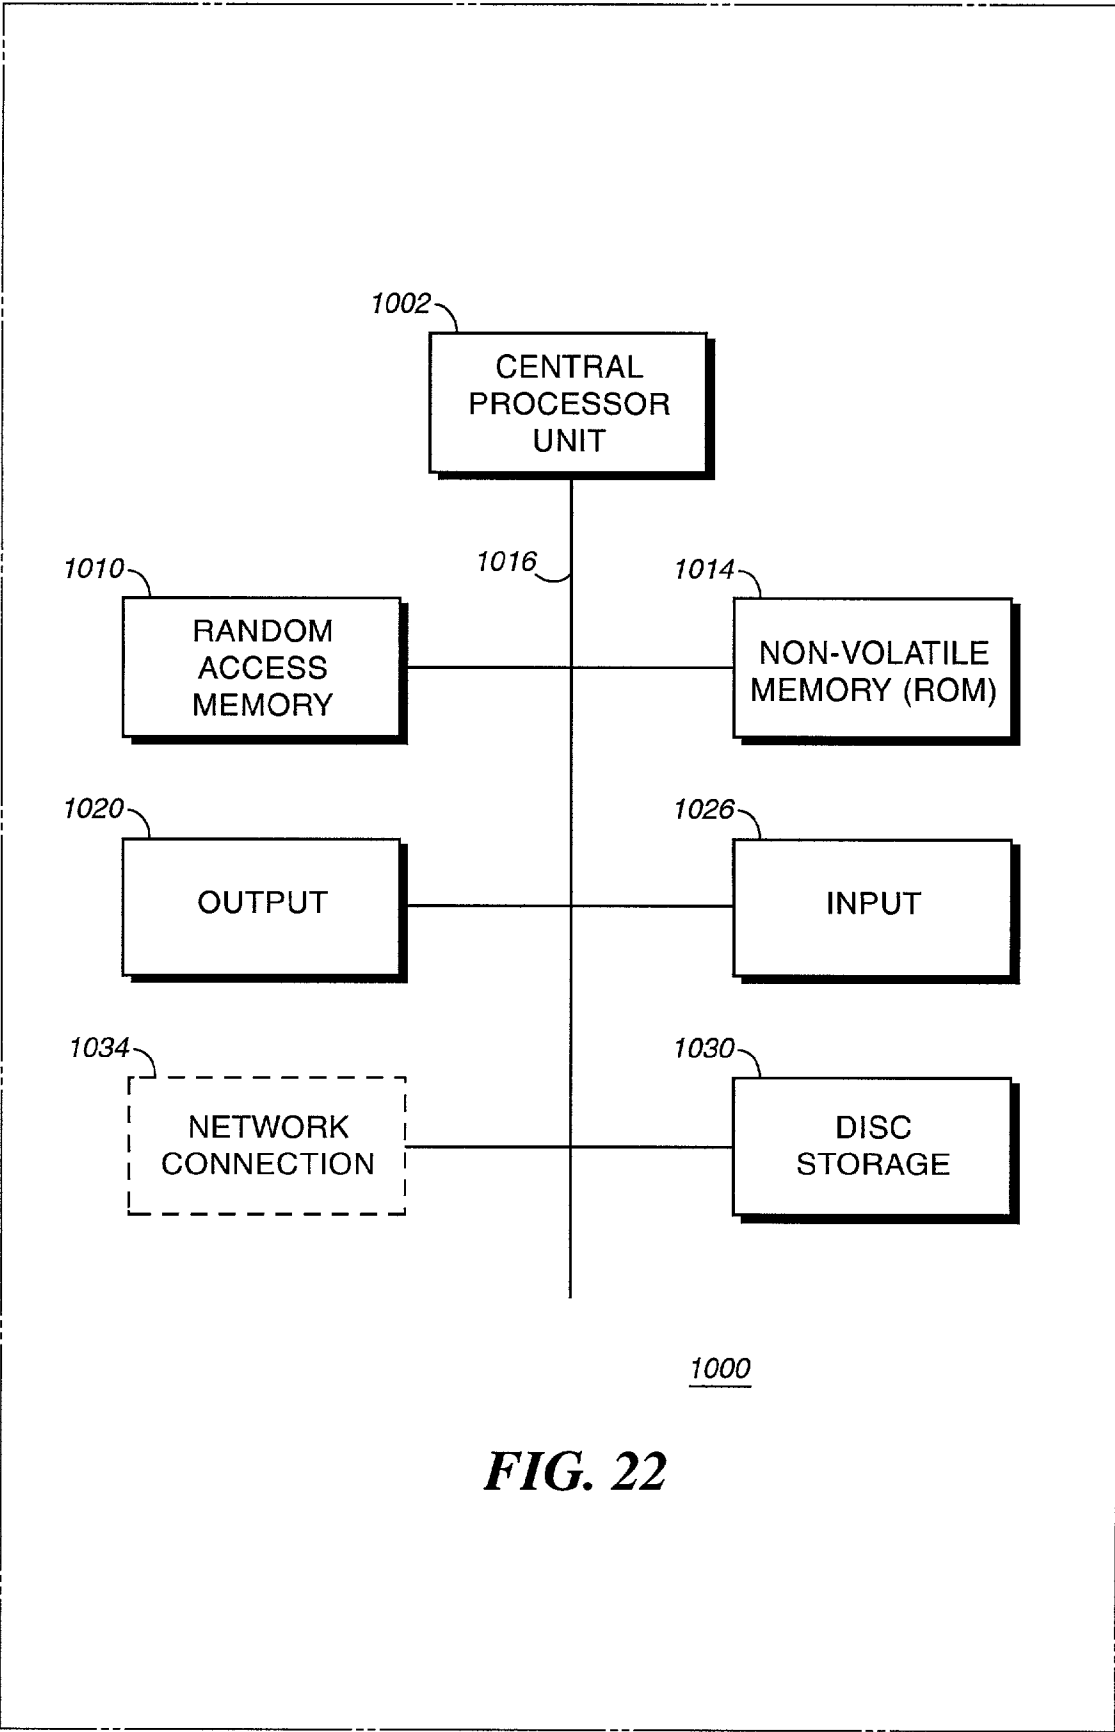 1002
CENTRAL
PROCESSOR
UNIT
1016
1010
RANDOM
ACCESS
MEMORY
1014
NON-VOLATILE
MEMORY (ROM)
1020
OUTPUT
1026
INPUT
1034
NETWORK
CONNECTION
1030
DISC
STORAGE
1000
FIG. 22